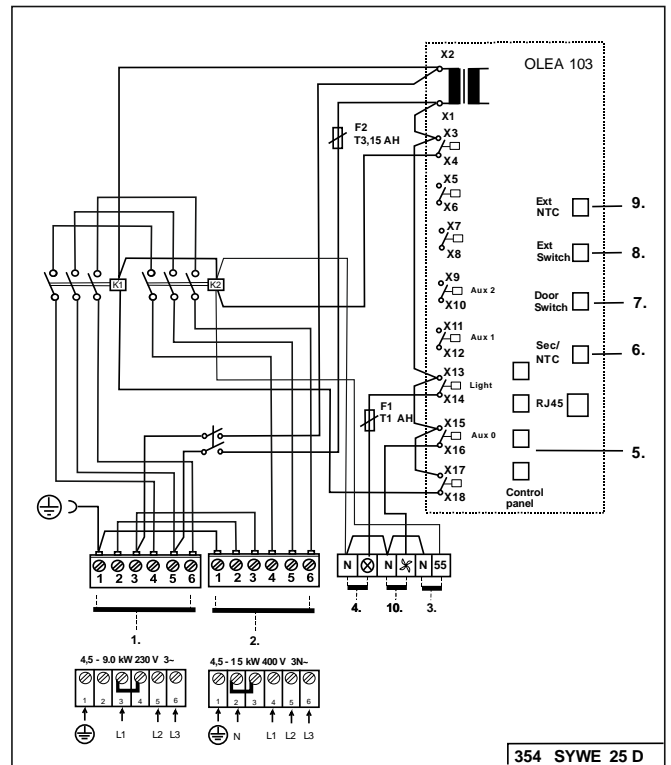 X2
OLEA 103
X1
F2
T3,15 AH
X3
X4
X5
X6
Ext
NTC
9.
X7
X8
Ext
Switch
8.
K1
K2
X9
Aux 2
X10
Door
Switch
7.
X11
Aux 1
X12
Sec/
NTC
6.
X13
Light
X14
F1
T1 AH
RJ45
X15
Aux 0
X16
5.
X17
X18
Control
panel
1 2 3 4 5 6
1 2 3 4 5 6
N N N 55
4. 10. 3.
1. 2.
4,5 - 9.0 kW 230 V 3~
1 2 3 4 5 6
L1 L2 L3
4,5 - 15 kW 400 V 3N~
1 2 3 4 5 6
N L1 L2 L3
354 SYWE 25 D